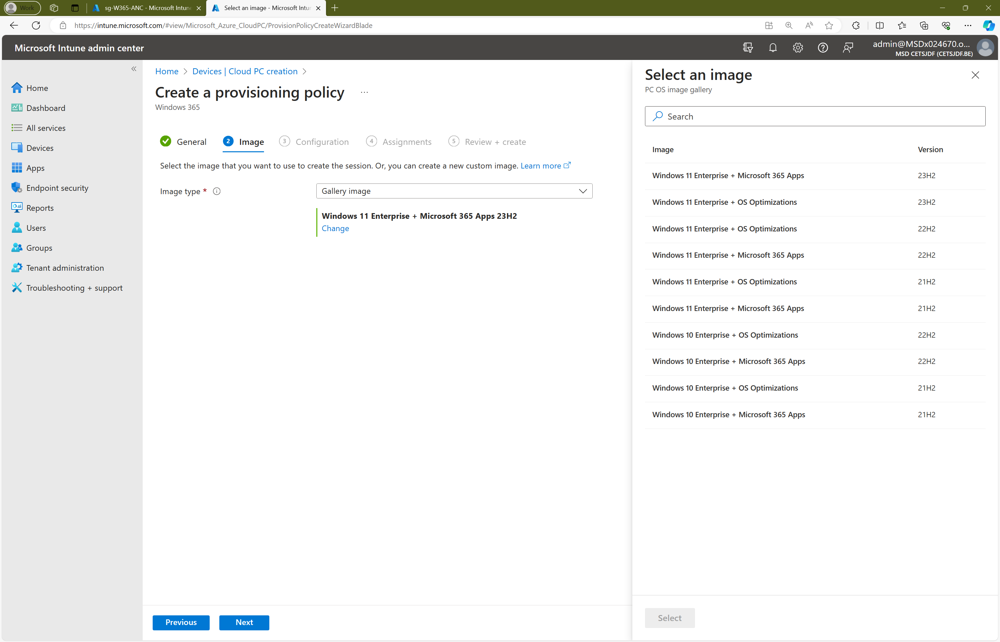 Work
sg-W365-ANC - Microsoft Intune
Select an image - Microsoft Intun
https://intune.microsoft.com/#view/Microsoft_Azure_CloudPC/ProvisionPolicyCreateWizardBlade
Microsoft Intune admin center
admin@MSDx024670.o...
MSD CETSJDF (CETSJDF.BE)
Home
Dashboard
All services
Devices
Apps
Endpoint security
Reports
Users
Groups
Tenant administration
Troubleshooting + support
Home > Devices | Cloud PC creation >
Create a provisioning policy ...
Windows 365
General
2 Image
3 Configuration
4 Assignments
5 Review + create
Select the image that you want to use to create the session. Or, you can create a new custom image. Learn more
Image type *
Gallery image
Windows 11 Enterprise + Microsoft 365 Apps 23H2
Change
Previous
Next
Select an image
PC OS image gallery
Search
Image Version
Windows 11 Enterprise + Microsoft 365 Apps 23H2
Windows 11 Enterprise + OS Optimizations 23H2
Windows 11 Enterprise + OS Optimizations 22H2
Windows 11 Enterprise + Microsoft 365 Apps 22H2
Windows 11 Enterprise + OS Optimizations 21H2
Windows 11 Enterprise + Microsoft 365 Apps 21H2
Windows 10 Enterprise + OS Optimizations 22H2
Windows 10 Enterprise + Microsoft 365 Apps 22H2
Windows 10 Enterprise + OS Optimizations 21H2
Windows 10 Enterprise + Microsoft 365 Apps 21H2
Select